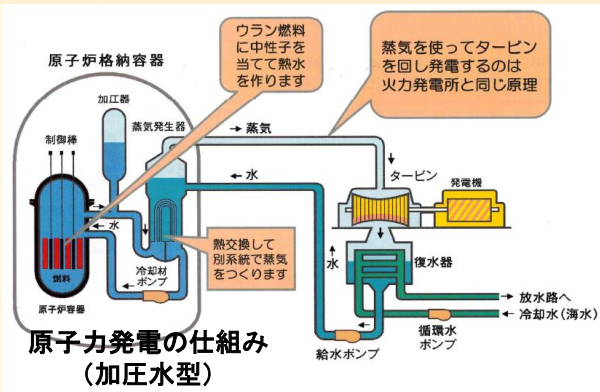 原子炉格納容器
ウラン燃料
に中性子を
当てて熱水
を作ります
蒸気を使ってタービン
を回し発電するのは
火力発電所と同じ原理
加圧器
制御棒
蒸気発生器
蒸気
水
水
燃料
原子炉容器
冷却材
ポンプ
熱交換して
別系統で蒸気
をつくります
タービン
発電機
水
復水器
放水路へ
冷却水(海水)
循環水
ポンプ
給水ポンプ
原子力発電の仕組み
(加圧水型)